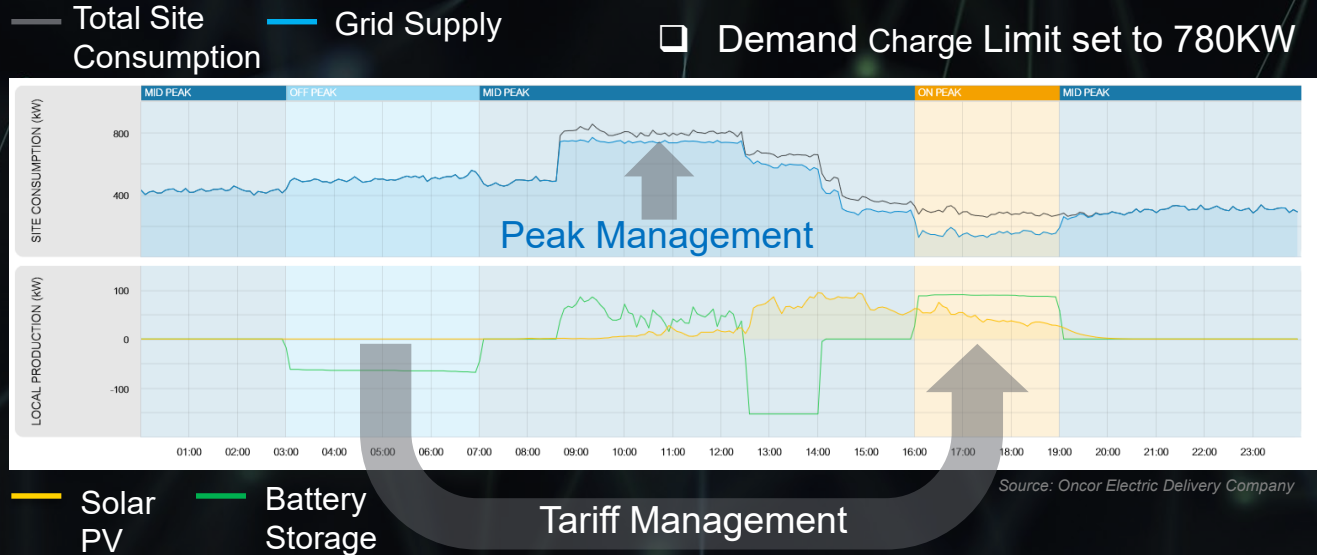 Total Site
Consumption
Grid Supply
❑ Demand Charge Limit set to 780KW
MID PEAK
OFF PEAK
MID PEAK
ON PEAK
MID PEAK
SITE CONSUMPTION (kW)
800
400
Peak Management
LOCAL PRODUCTION (kW)
100
0
-100
01:00 02:00 03:00 04:00 05:00 06:00 07:00 08:00 09:00 10:00 11:00 12:00 13:00 14:00 15:00 16:00 17:00 18:00 19:00 20:00 21:00 22:00 23:00
Source: Oncor Electric Delivery Company
Solar
PV
Battery
Storage
Tariff Management